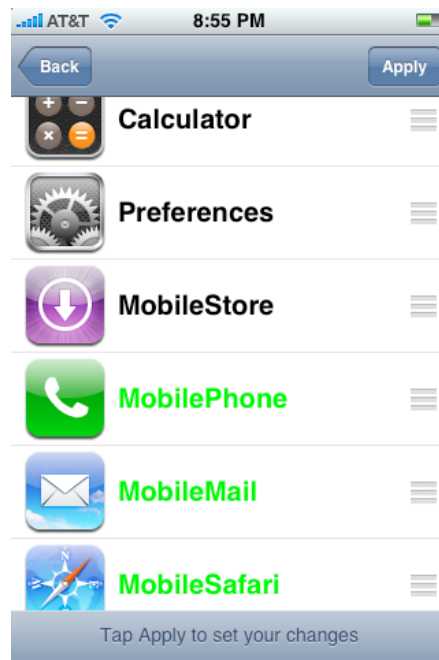 AT&T 8:55 PM
Back Apply
Calculator
Preferences
MobileStore
MobilePhone
MobileMail
MobileSafari
Tap Apply to set your changes